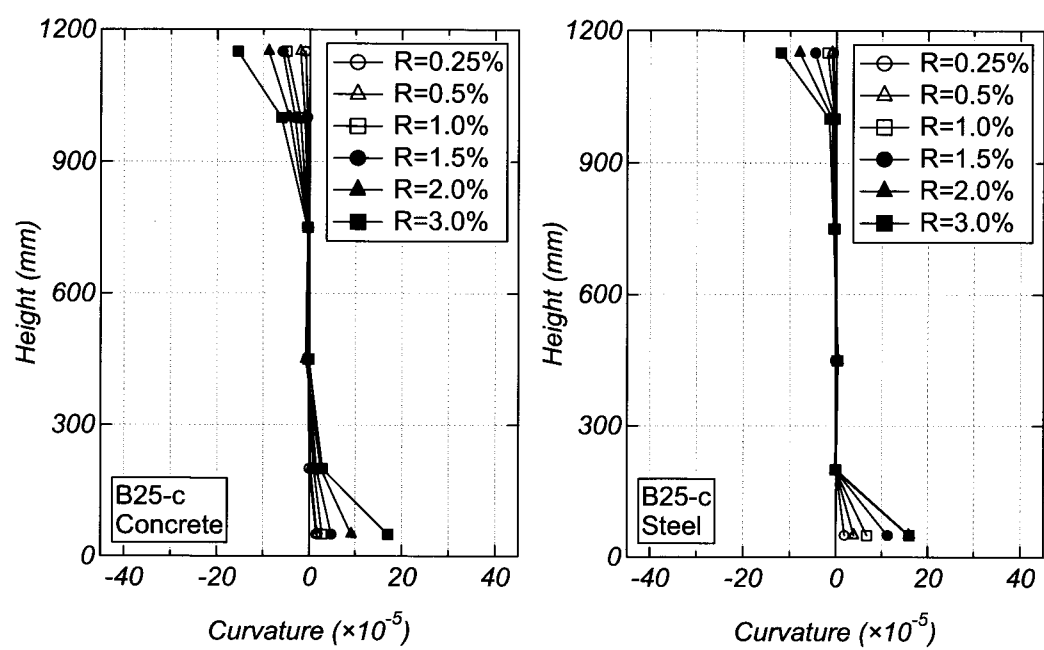 1200
900
600
300
0
Height (mm)
-40 -20 0 20 40
Curvature (×10⁻⁵)
R=0.25%
R=0.5%
R=1.0%
R=1.5%
R=2.0%
R=3.0%
B25-c
Concrete
1200
900
600
300
0
Height (mm)
-40 -20 0 20 40
Curvature (×10⁻⁵)
R=0.25%
R=0.5%
R=1.0%
R=1.5%
R=2.0%
R=3.0%
B25-c
Steel